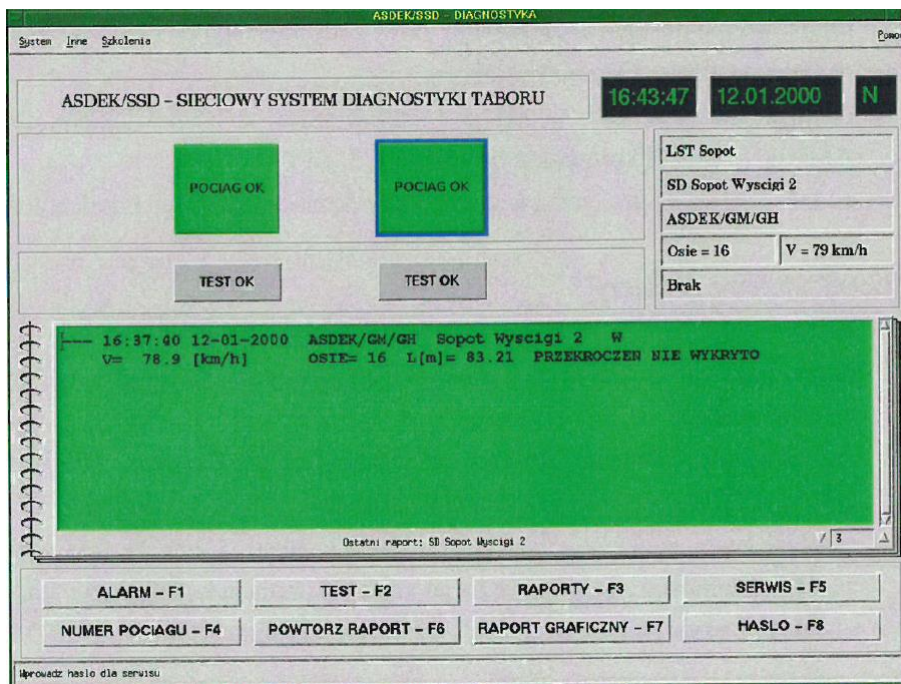 ASDEK/SSD - DIAGNOSTYKA
System Inne Szkolenia
ASDEK/SSD - SIECIOWY SYSTEM DIAGNOSTYKI TABORU
16:43:47 12.01.2000 N
POCIAG OK POCIAG OK
TEST OK TEST OK
LST Sopot
SD Sopot Wyscigi 2
ASDEK/GM/GH
Osie = 16 V = 79 km/h
Brak
16:37:40 12-01-2000 ASDEK/GM/GH Sopot Wyscigi 2 W
V= 78.9 [km/h] OSIE= 16 L[m]= 83.21 PRZEKROCZEN NIE WYKRYTO
Ostatni raport: SD Sopot Wyscigi 2
/ 3
ALARM - F1 TEST - F2 RAPORTY - F3 SERWIS - F5
NUMER POCIAGU - F4 POWTORZ RAPORT - F6 RAPORT GRAFICZNY - F7 HASLO - F8
Wprowadz haslo dla serwisu